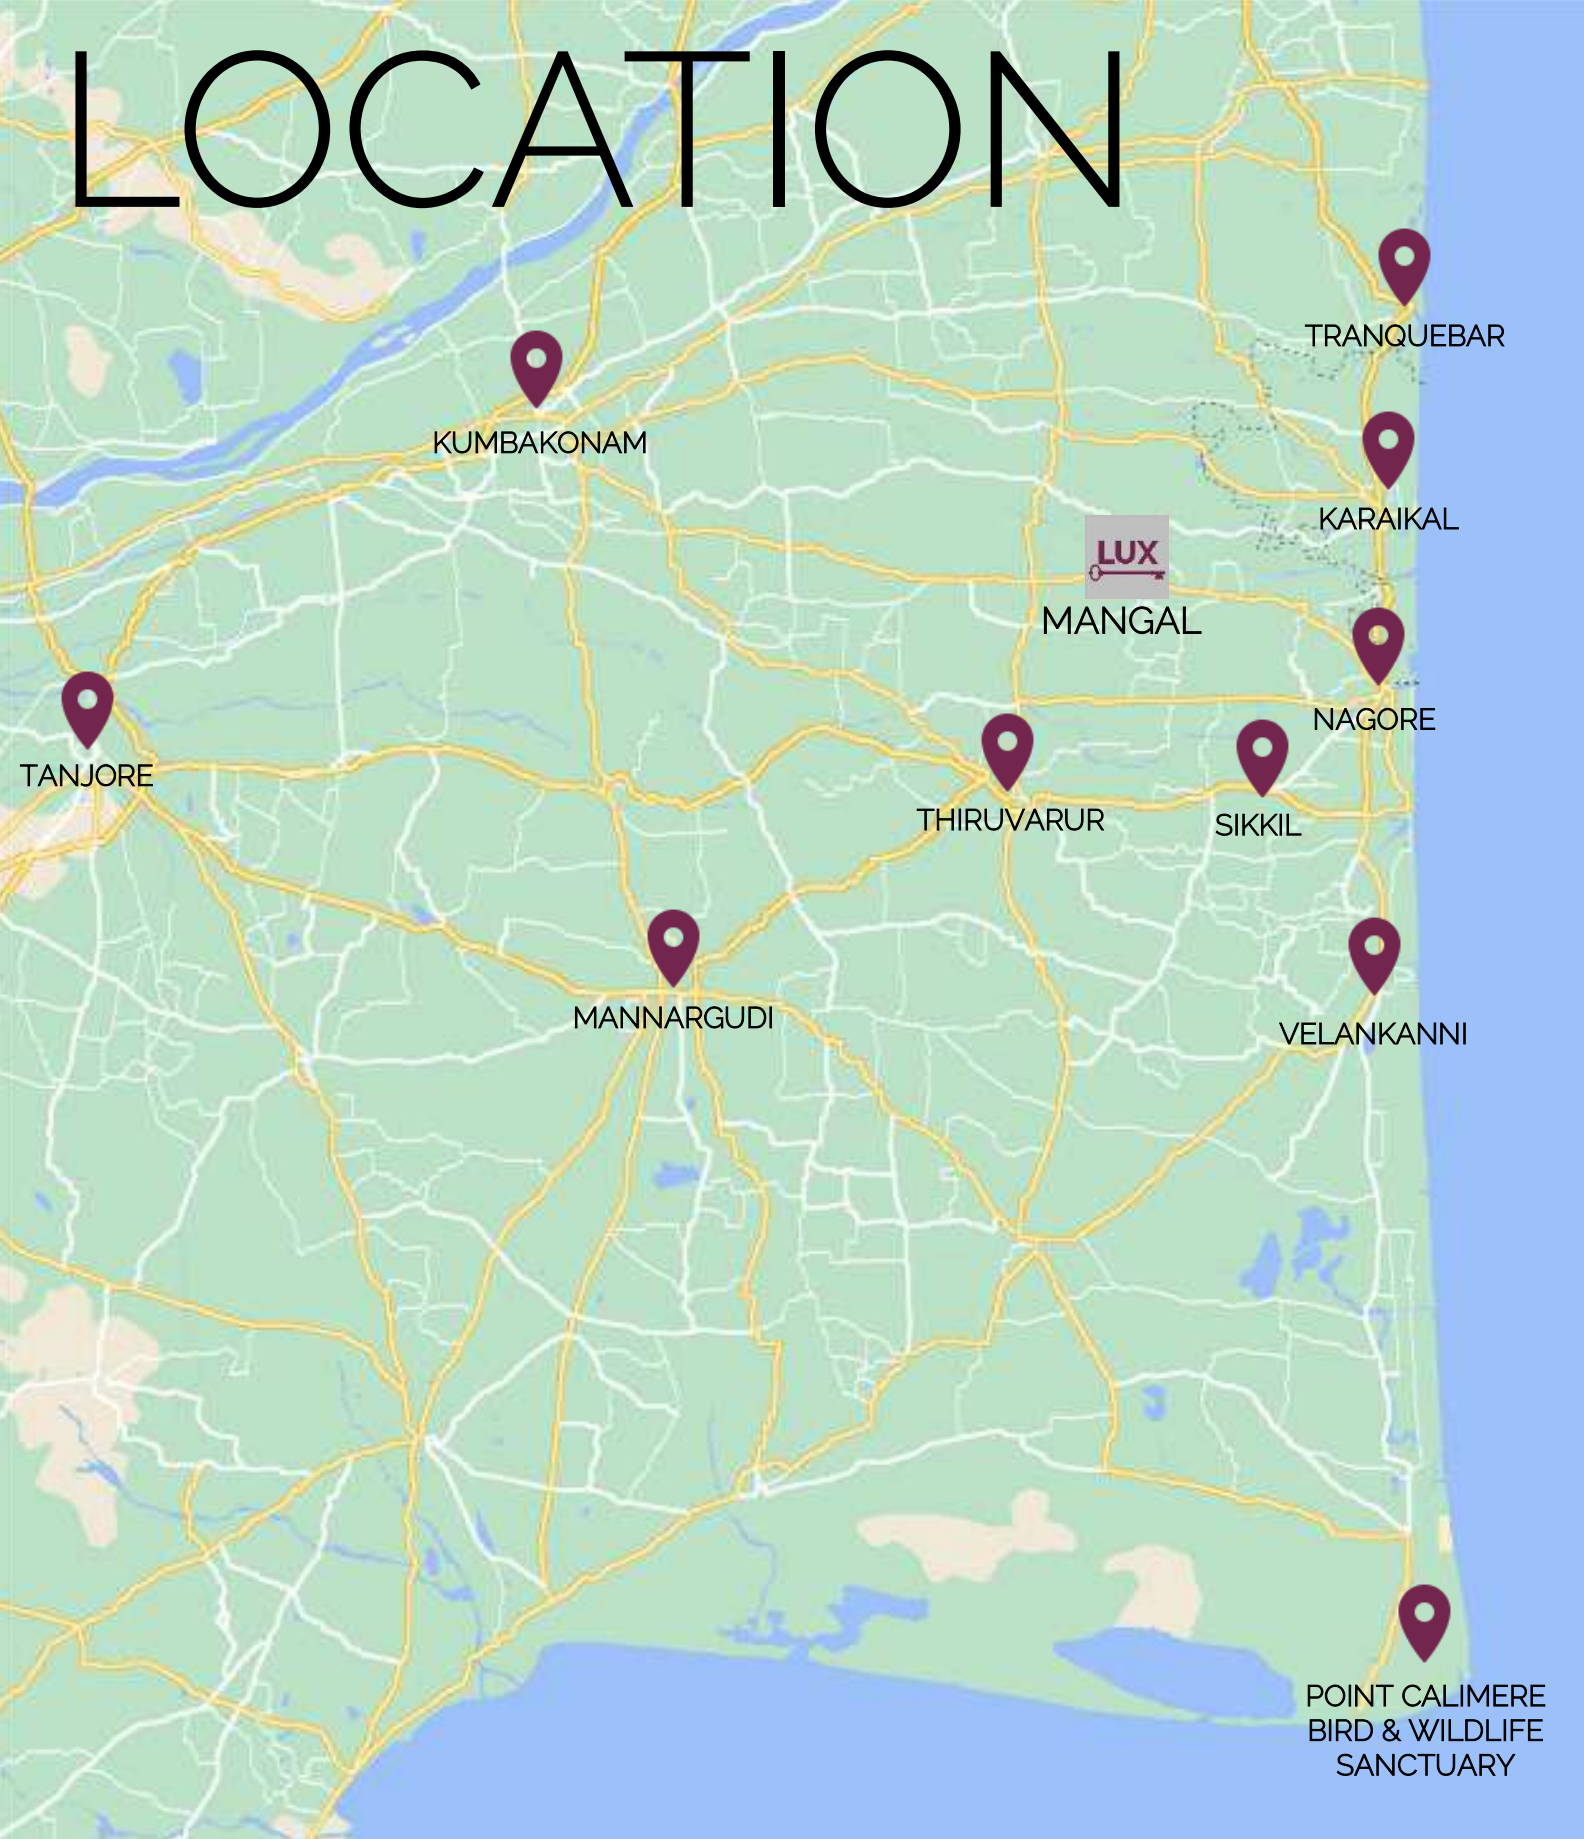 LOCATION
TRANQUEBAR
KUMBAKONAM
KARAIKAL
LUX
MANGAL
NAGORE
TANJORE
THIRUVARUR
SIKKIL
MANNARGUDI
VELANKANNI
POINT CALIMERE
BIRD & WILDLIFE
SANCTUARY